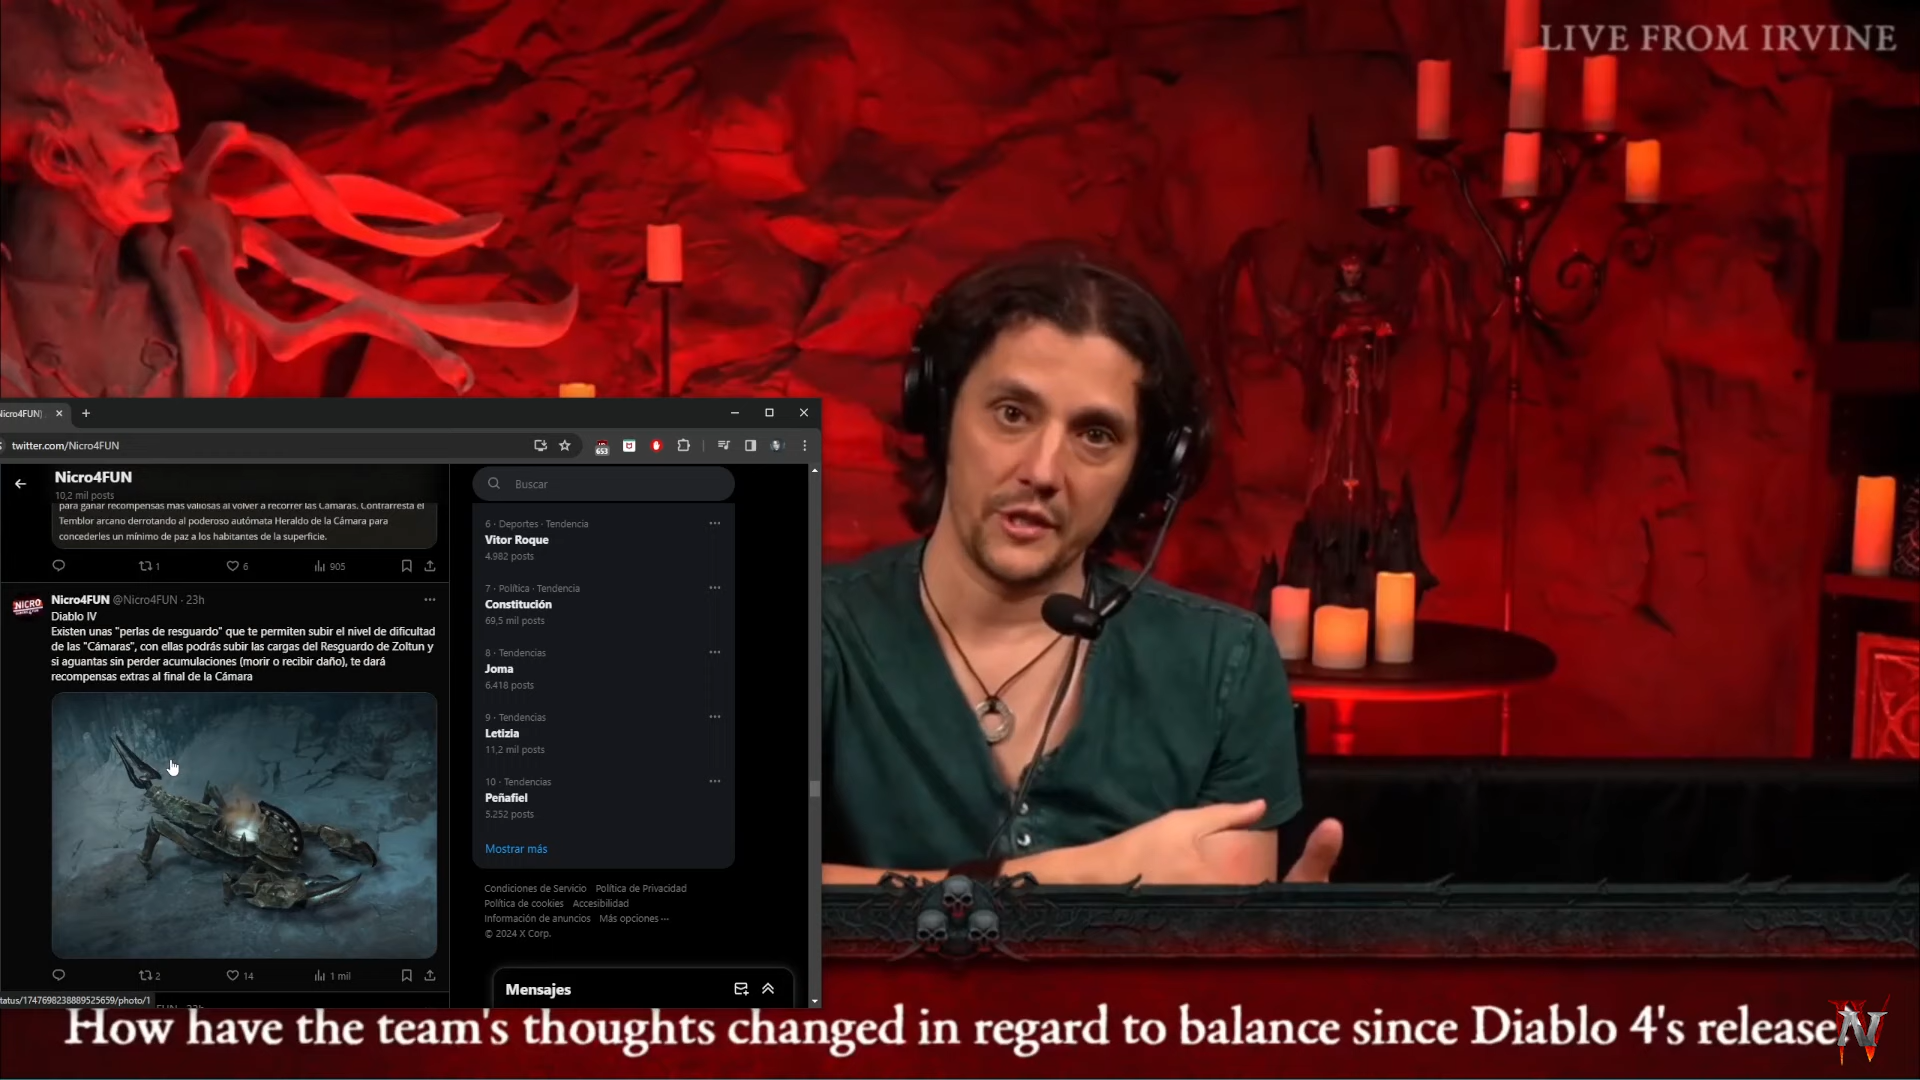 LIVE FROM IRVINE
Nicro4FUN)
twitter.com/Nicro4FUN
653
Nicro4FUN
10,2 mil posts
para ganar recompensas más valiosas al volver a recorrer las Cámaras. Contrarresta el
Temblor arcano derrotando al poderoso autómata Heraldo de la Cámara para
concederles un mínimo de paz a los habitantes de la superficie.
1
6
905
NICRO
Nicro4FUN @Nicro4FUN · 23h
Diablo IV
Existen unas "perlas de resguardo" que te permiten subir el nivel de dificultad
de las "Cámaras", con ellas podrás subir las cargas del Resguardo de Zoltun y
si aguantas sin perder acumulaciones (morir o recibir daño), te dará
recompensas extras al final de la Cámara
2
14
1 mil
tatus/1747698238889525659/photo/1
Buscar
6 · Deportes · Tendencia
Vitor Roque
4.982 posts
7 · Política · Tendencia
Constitución
69,5 mil posts
8 · Tendencias
Joma
6.418 posts
9 · Tendencias
Letizia
11,2 mil posts
10 · Tendencias
Peñafiel
5.252 posts
Mostrar más
Condiciones de Servicio Política de Privacidad
Política de cookies Accesibilidad
Información de anuncios Más opciones ···
© 2024 X Corp.
Mensajes
How have the team's thoughts changed in regard to balance since Diablo 4's release
N